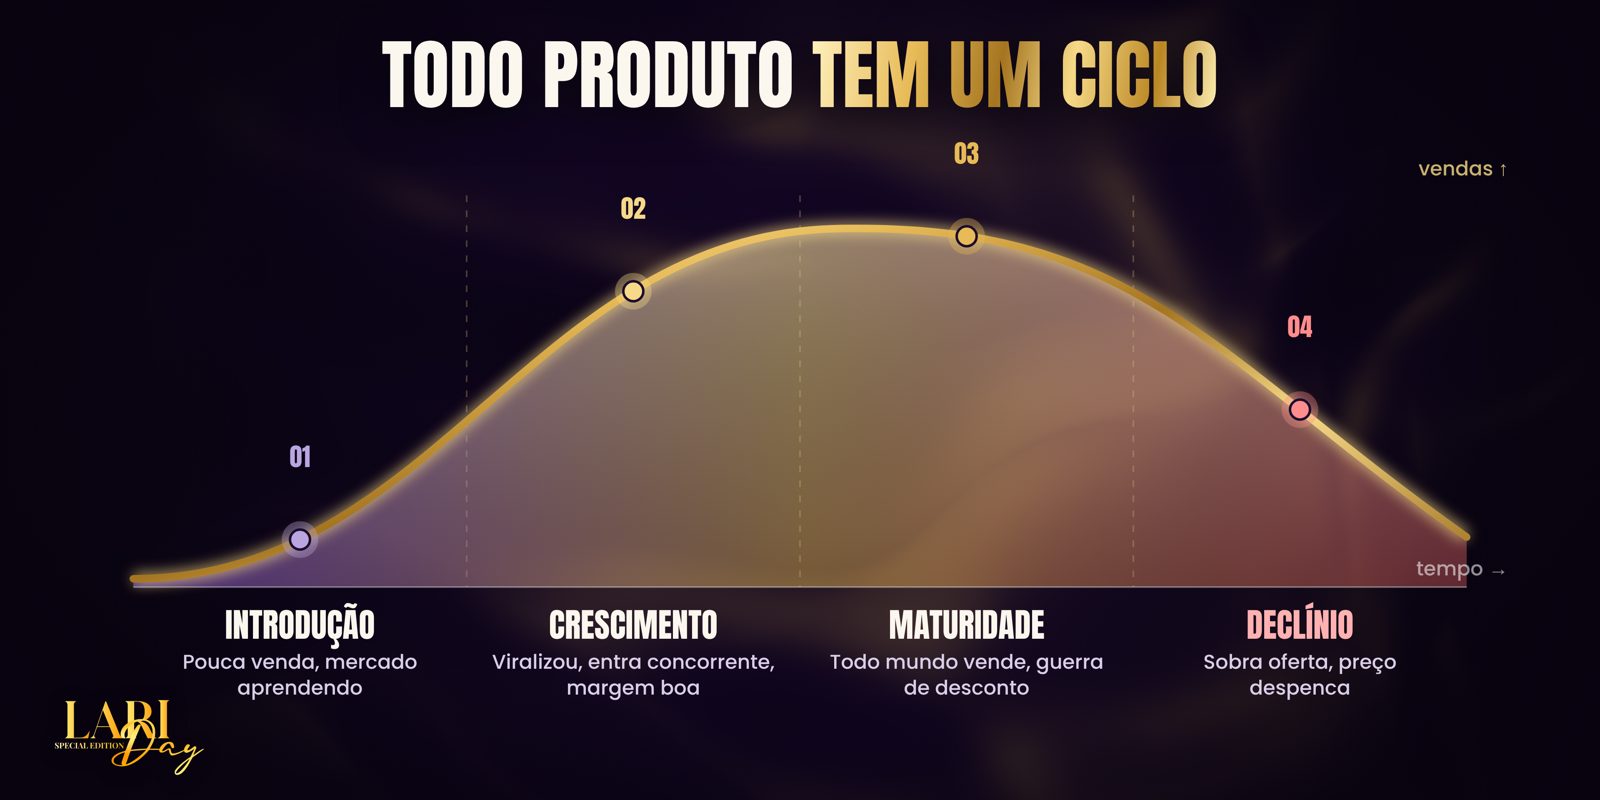 TODO PRODUTO TEM UM CICLO
03
vendas ↑
02
04
01
tempo →
INTRODUÇÃO
Pouca venda, mercado
aprendendo
CRESCIMENTO
Viralizou, entra concorrente,
margem boa
MATURIDADE
Todo mundo vende, guerra
de desconto
DECLÍNIO
Sobra oferta, preço
despenca
LARI
SPECIAL EDITION
Day